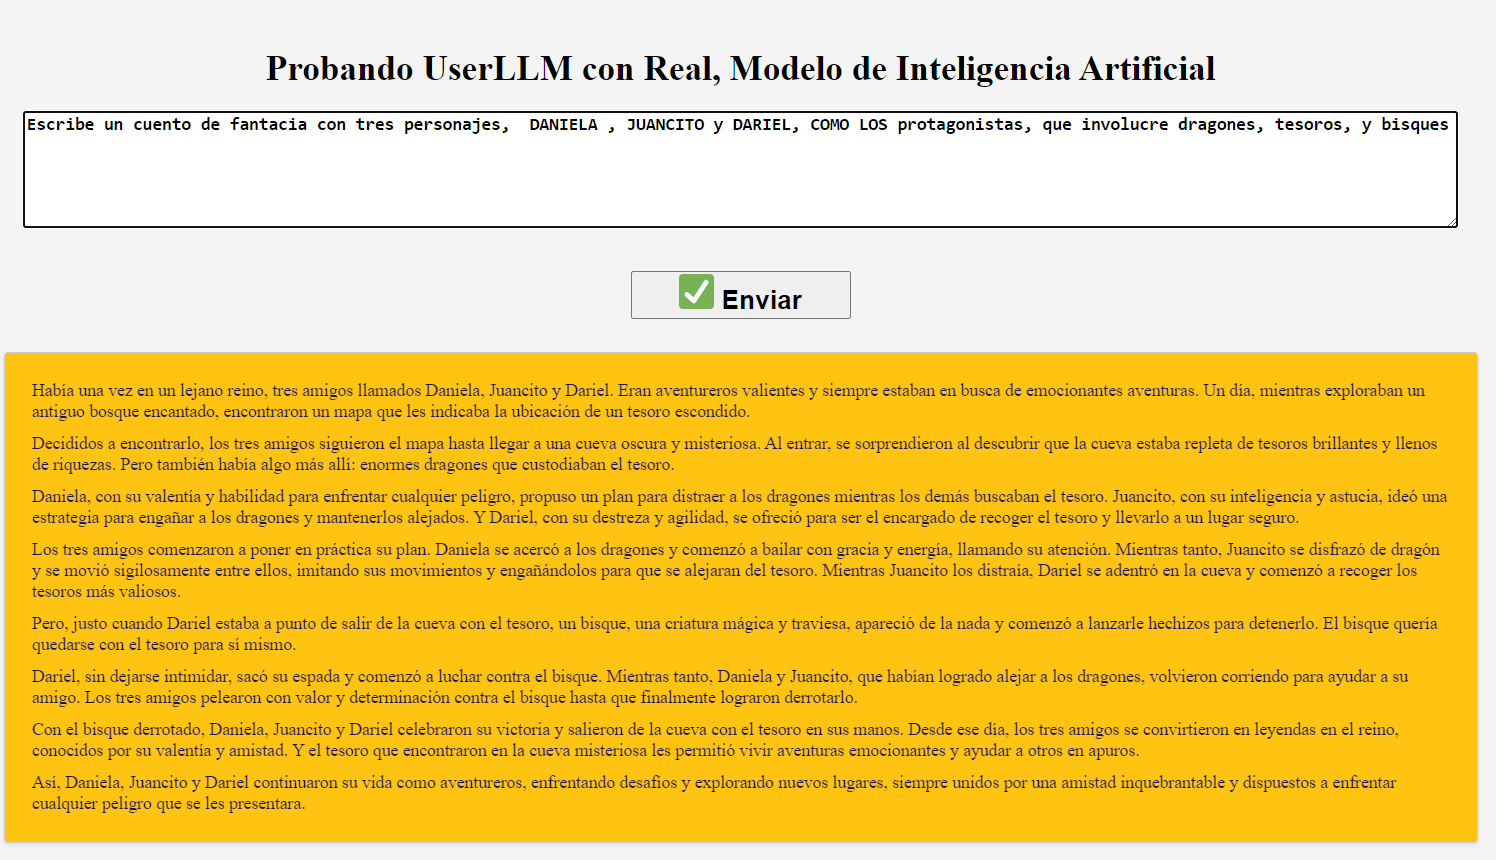 Probando UserLLM con Real, Modelo de Inteligencia Artificial
Escribe un cuento de fantacia con tres personajes,  DANIELA , JUANCITO y DARIEL, COMO LOS protagonistas, que involucre dragones, tesoros, y bisques
✅ Enviar
Había una vez en un lejano reino, tres amigos llamados Daniela, Juancito y Dariel. Eran aventureros valientes y siempre estaban en busca de emocionantes aventuras. Un día, mientras exploraban un
antiguo bosque encantado, encontraron un mapa que les indicaba la ubicación de un tesoro escondido.
Decididos a encontrarlo, los tres amigos siguieron el mapa hasta llegar a una cueva oscura y misteriosa. Al entrar, se sorprendieron al descubrir que la cueva estaba repleta de tesoros brillantes y llenos
de riquezas. Pero también había algo más allí: enormes dragones que custodiaban el tesoro.
Daniela, con su valentía y habilidad para enfrentar cualquier peligro, propuso un plan para distraer a los dragones mientras los demás buscaban el tesoro. Juancito, con su inteligencia y astucia, ideó una
estrategia para engañar a los dragones y mantenerlos alejados. Y Dariel, con su destreza y agilidad, se ofreció para ser el encargado de recoger el tesoro y llevarlo a un lugar seguro.
Los tres amigos comenzaron a poner en práctica su plan. Daniela se acercó a los dragones y comenzó a bailar con gracia y energía, llamando su atención. Mientras tanto, Juancito se disfrazó de dragón
y se movió sigilosamente entre ellos, imitando sus movimientos y engañándolos para que se alejaran del tesoro. Mientras Juancito los distraía, Dariel se adentró en la cueva y comenzó a recoger los
tesoros más valiosos.
Pero, justo cuando Dariel estaba a punto de salir de la cueva con el tesoro, un bisque, una criatura mágica y traviesa, apareció de la nada y comenzó a lanzarle hechizos para detenerlo. El bisque quería
quedarse con el tesoro para sí mismo.
Dariel, sin dejarse intimidar, sacó su espada y comenzó a luchar contra el bisque. Mientras tanto, Daniela y Juancito, que habían logrado alejar a los dragones, volvieron corriendo para ayudar a su
amigo. Los tres amigos pelearon con valor y determinación contra el bisque hasta que finalmente lograron derrotarlo.
Con el bisque derrotado, Daniela, Juancito y Dariel celebraron su victoria y salieron de la cueva con el tesoro en sus manos. Desde ese día, los tres amigos se convirtieron en leyendas en el reino,
conocidos por su valentía y amistad. Y el tesoro que encontraron en la cueva misteriosa les permitió vivir aventuras emocionantes y ayudar a otros en apuros.
Así, Daniela, Juancito y Dariel continuaron su vida como aventureros, enfrentando desafíos y explorando nuevos lugares, siempre unidos por una amistad inquebrantable y dispuestos a enfrentar
cualquier peligro que se les presentara.